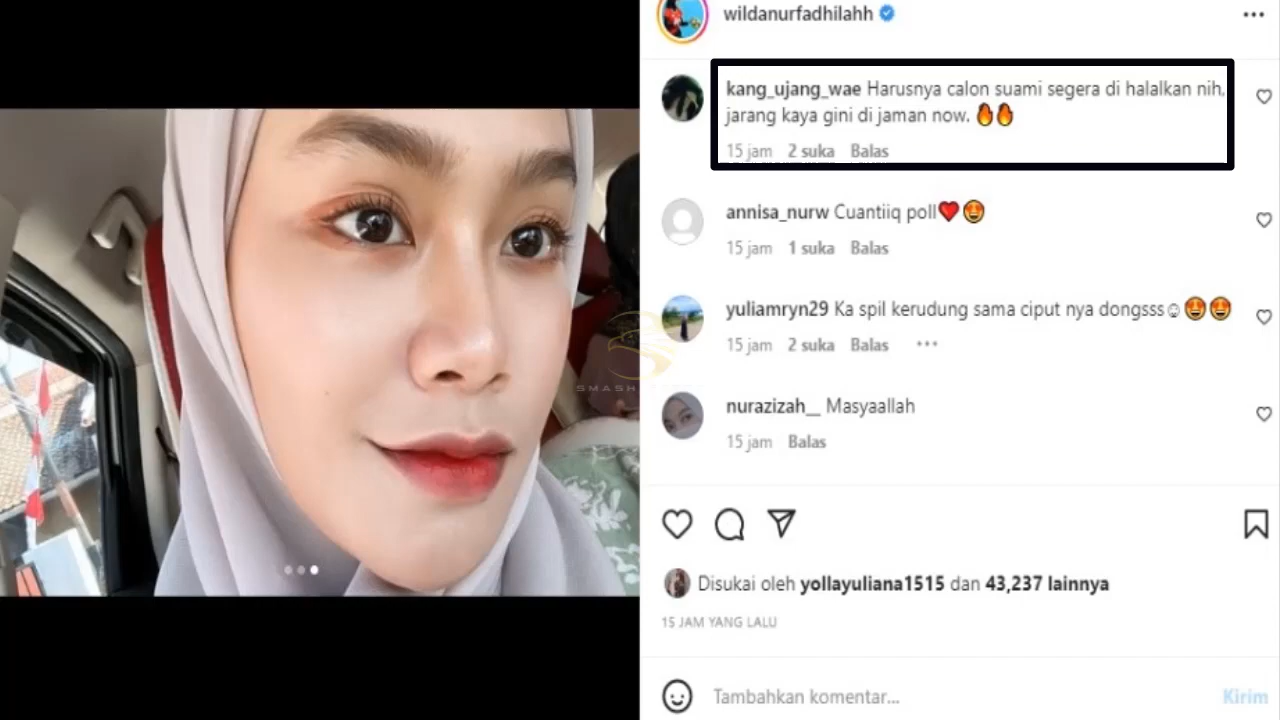 wildanurfadhilahh
kang_ujang_wae Harusnya calon suami segera di halalkan nih,
jarang kaya gini di jaman now. 🔥🔥
15 jam 2 suka Balas
annisa_nurw Cuantiiq poll❤️🤩
15 jam 1 suka Balas
yuliamryn29 Ka spil kerudung sama ciput nya dongsss☺🤩🤩
15 jam 2 suka Balas
nurazizah__ Masyaallah
15 jam Balas
SMASH
Disukai oleh yollayuliana1515 dan 43,237 lainnya
15 JAM YANG LALU
Tambahkan komentar... Kirim